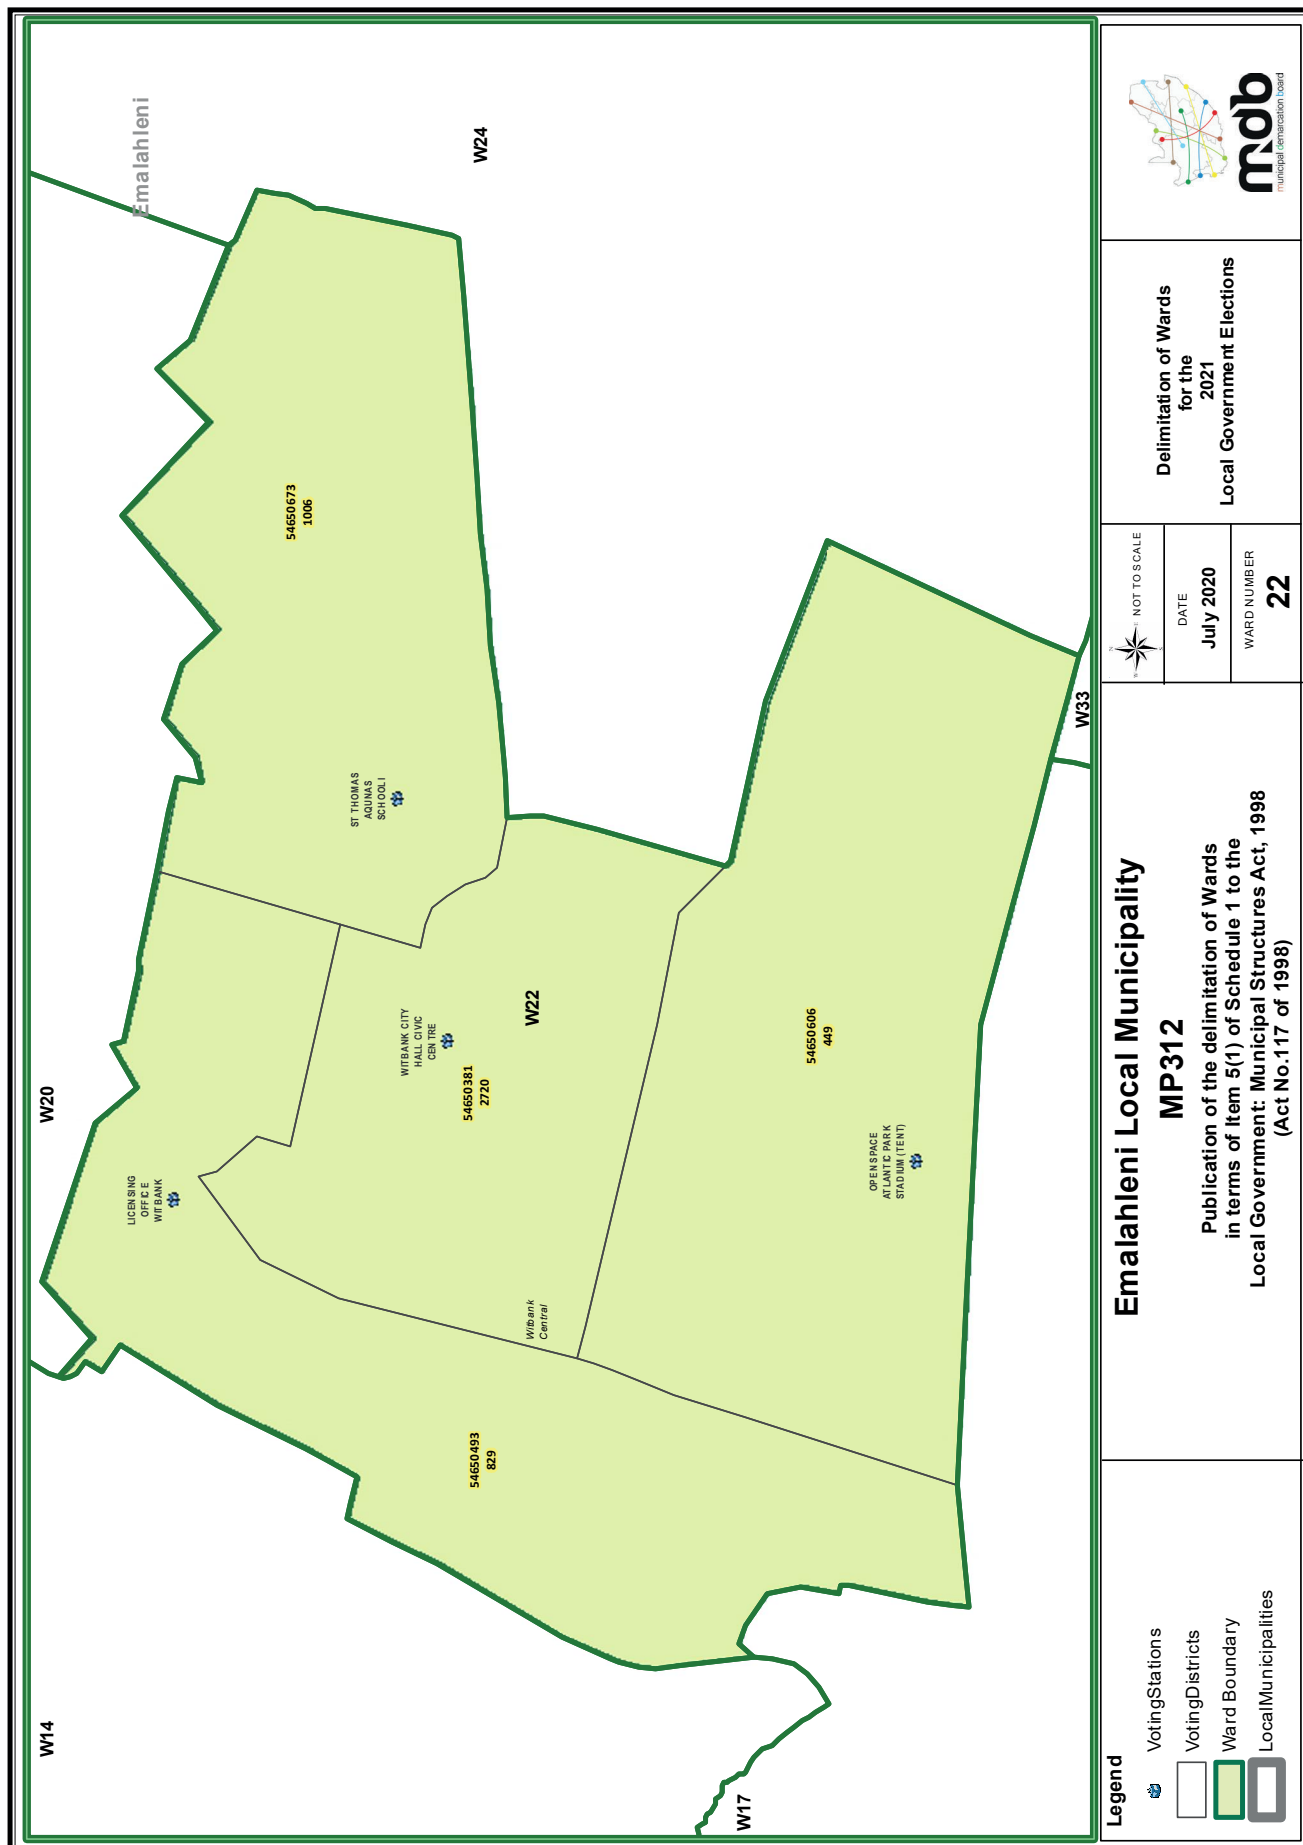 W14
W20
Emalahleni
W24
LICENSING
OFFICE
WITBANK
ST THOMAS
AQUNAS
SCHOOLI
54650673
1006
WITBANK CITY
HALL CIVIC
CENTRE
54650381
2720
W22
54650493
829
Witbank
Central
54650606
449
OPEN SPACE
ATLANTIC PARK
STADIUM (TENT)
W17
W33
Legend
VotingStations
VotingDistricts
Ward Boundary
LocalMunicipalities
Emalahleni Local Municipality
MP312
Publication of the delimitation of Wards
in terms of Item 5(1) of Schedule 1 to the
Local Government: Municipal Structures Act, 1998
(Act No.117 of 1998)
N
W
E
S
NOT TO SCALE
DATE
July 2020
WARD NUMBER
22
Delimitation of Wards
for the
2021
Local Government Elections
mdb
municipal demarcation board